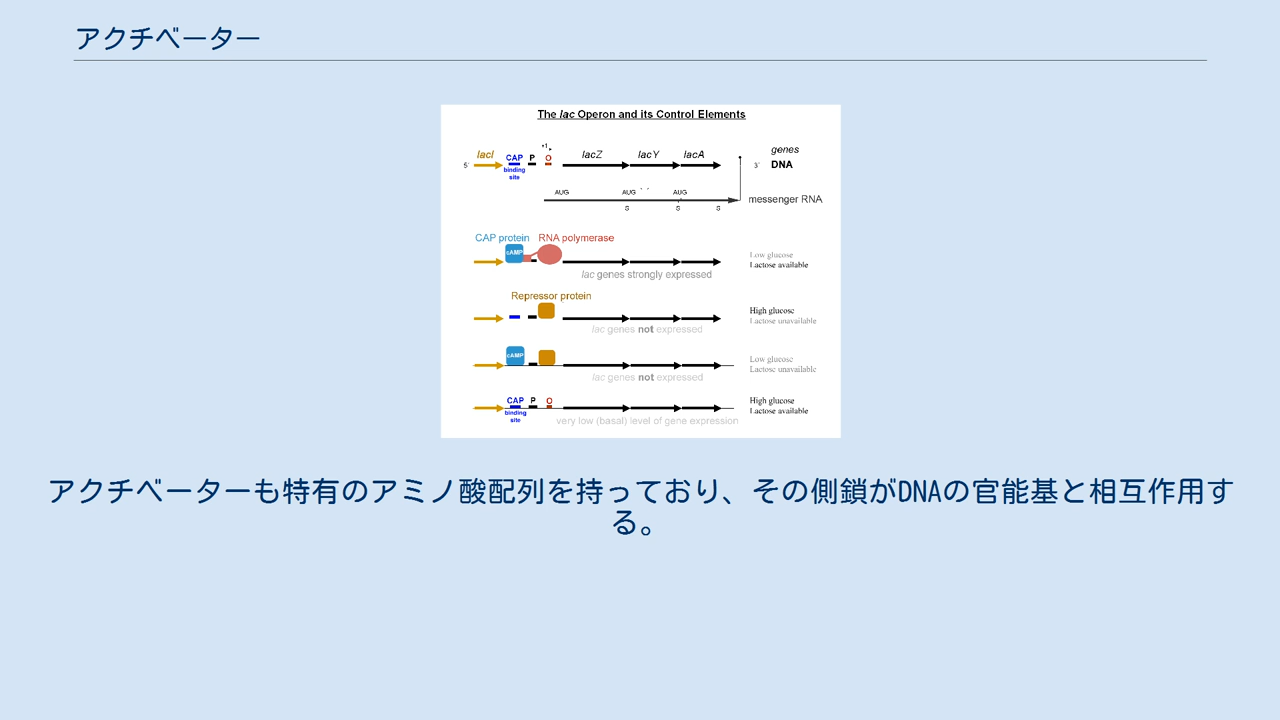 アクチベーター
The lac Operon and its Control Elements
lacI CAP P O lacZ lacY lacA genes
5' 3' DNA
binding
site
AUG AUG AUG
messenger RNA
CAP protein RNA polymerase
cAMP
Low glucose
Lactose available
lac genes strongly expressed
Repressor protein
High glucose
Lactose unavailable
lac genes not expressed
cAMP
Low glucose
Lactose unavailable
lac genes not expressed
CAP P O
binding
site
High glucose
Lactose available
very low (basal) level of gene expression
アクチベーターも特有のアミノ酸配列を持っており、その側鎖がDNAの官能基と相互作用す
る。